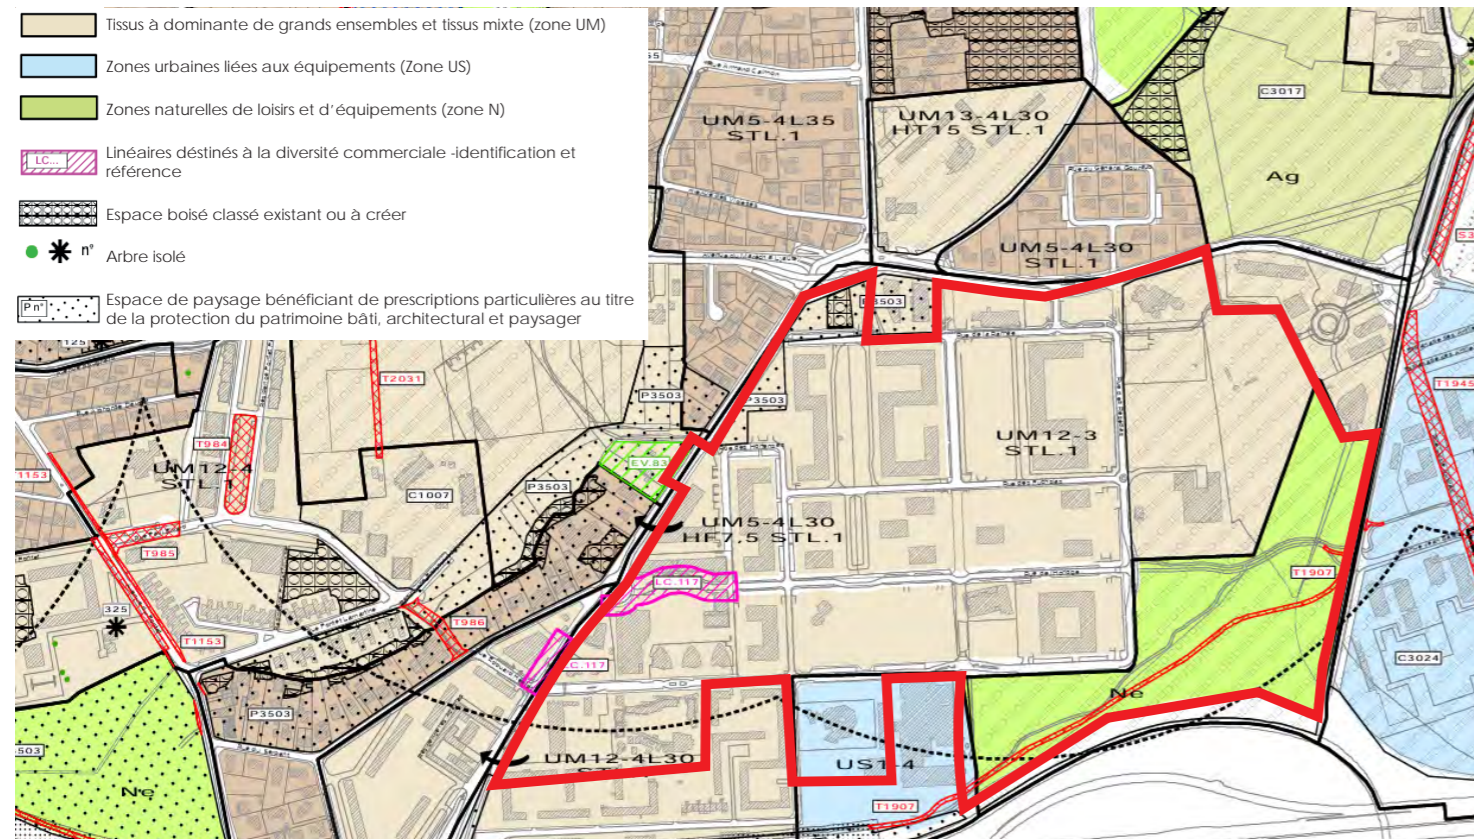 Tissus à dominante de grands ensembles et tissus mixte (zone UM)
Zones urbaines liées aux équipements (Zone US)
Zones naturelles de loisirs et d'équipements (zone N)
LC...
Linéaires déstinés à la diversité commerciale -identification et
référence
Espace boisé classé existant ou à créer
n°
Arbre isolé
Pn°
Espace de paysage bénéficiant de prescriptions particulières au titre
de la protection du patrimoine bâti, architectural et paysager
UM5-4L35
STL.1
UM13-4L30
HT15 STL.1
C3017
Ag
UM5-4L30
STL.1
P3503
T2031
P3503
P3503
T1945
T984
UM12-4
STL.1
T1153
C1007
P3503
EV.83
UM12-3
STL.1
UM5-4L30
HF7,5 STL.1
T985
LC.117
T1907
325
T1153
T986
LC.117
C3024
P3503
Ne
UM12-4L30
US1-4
T1907
Ne